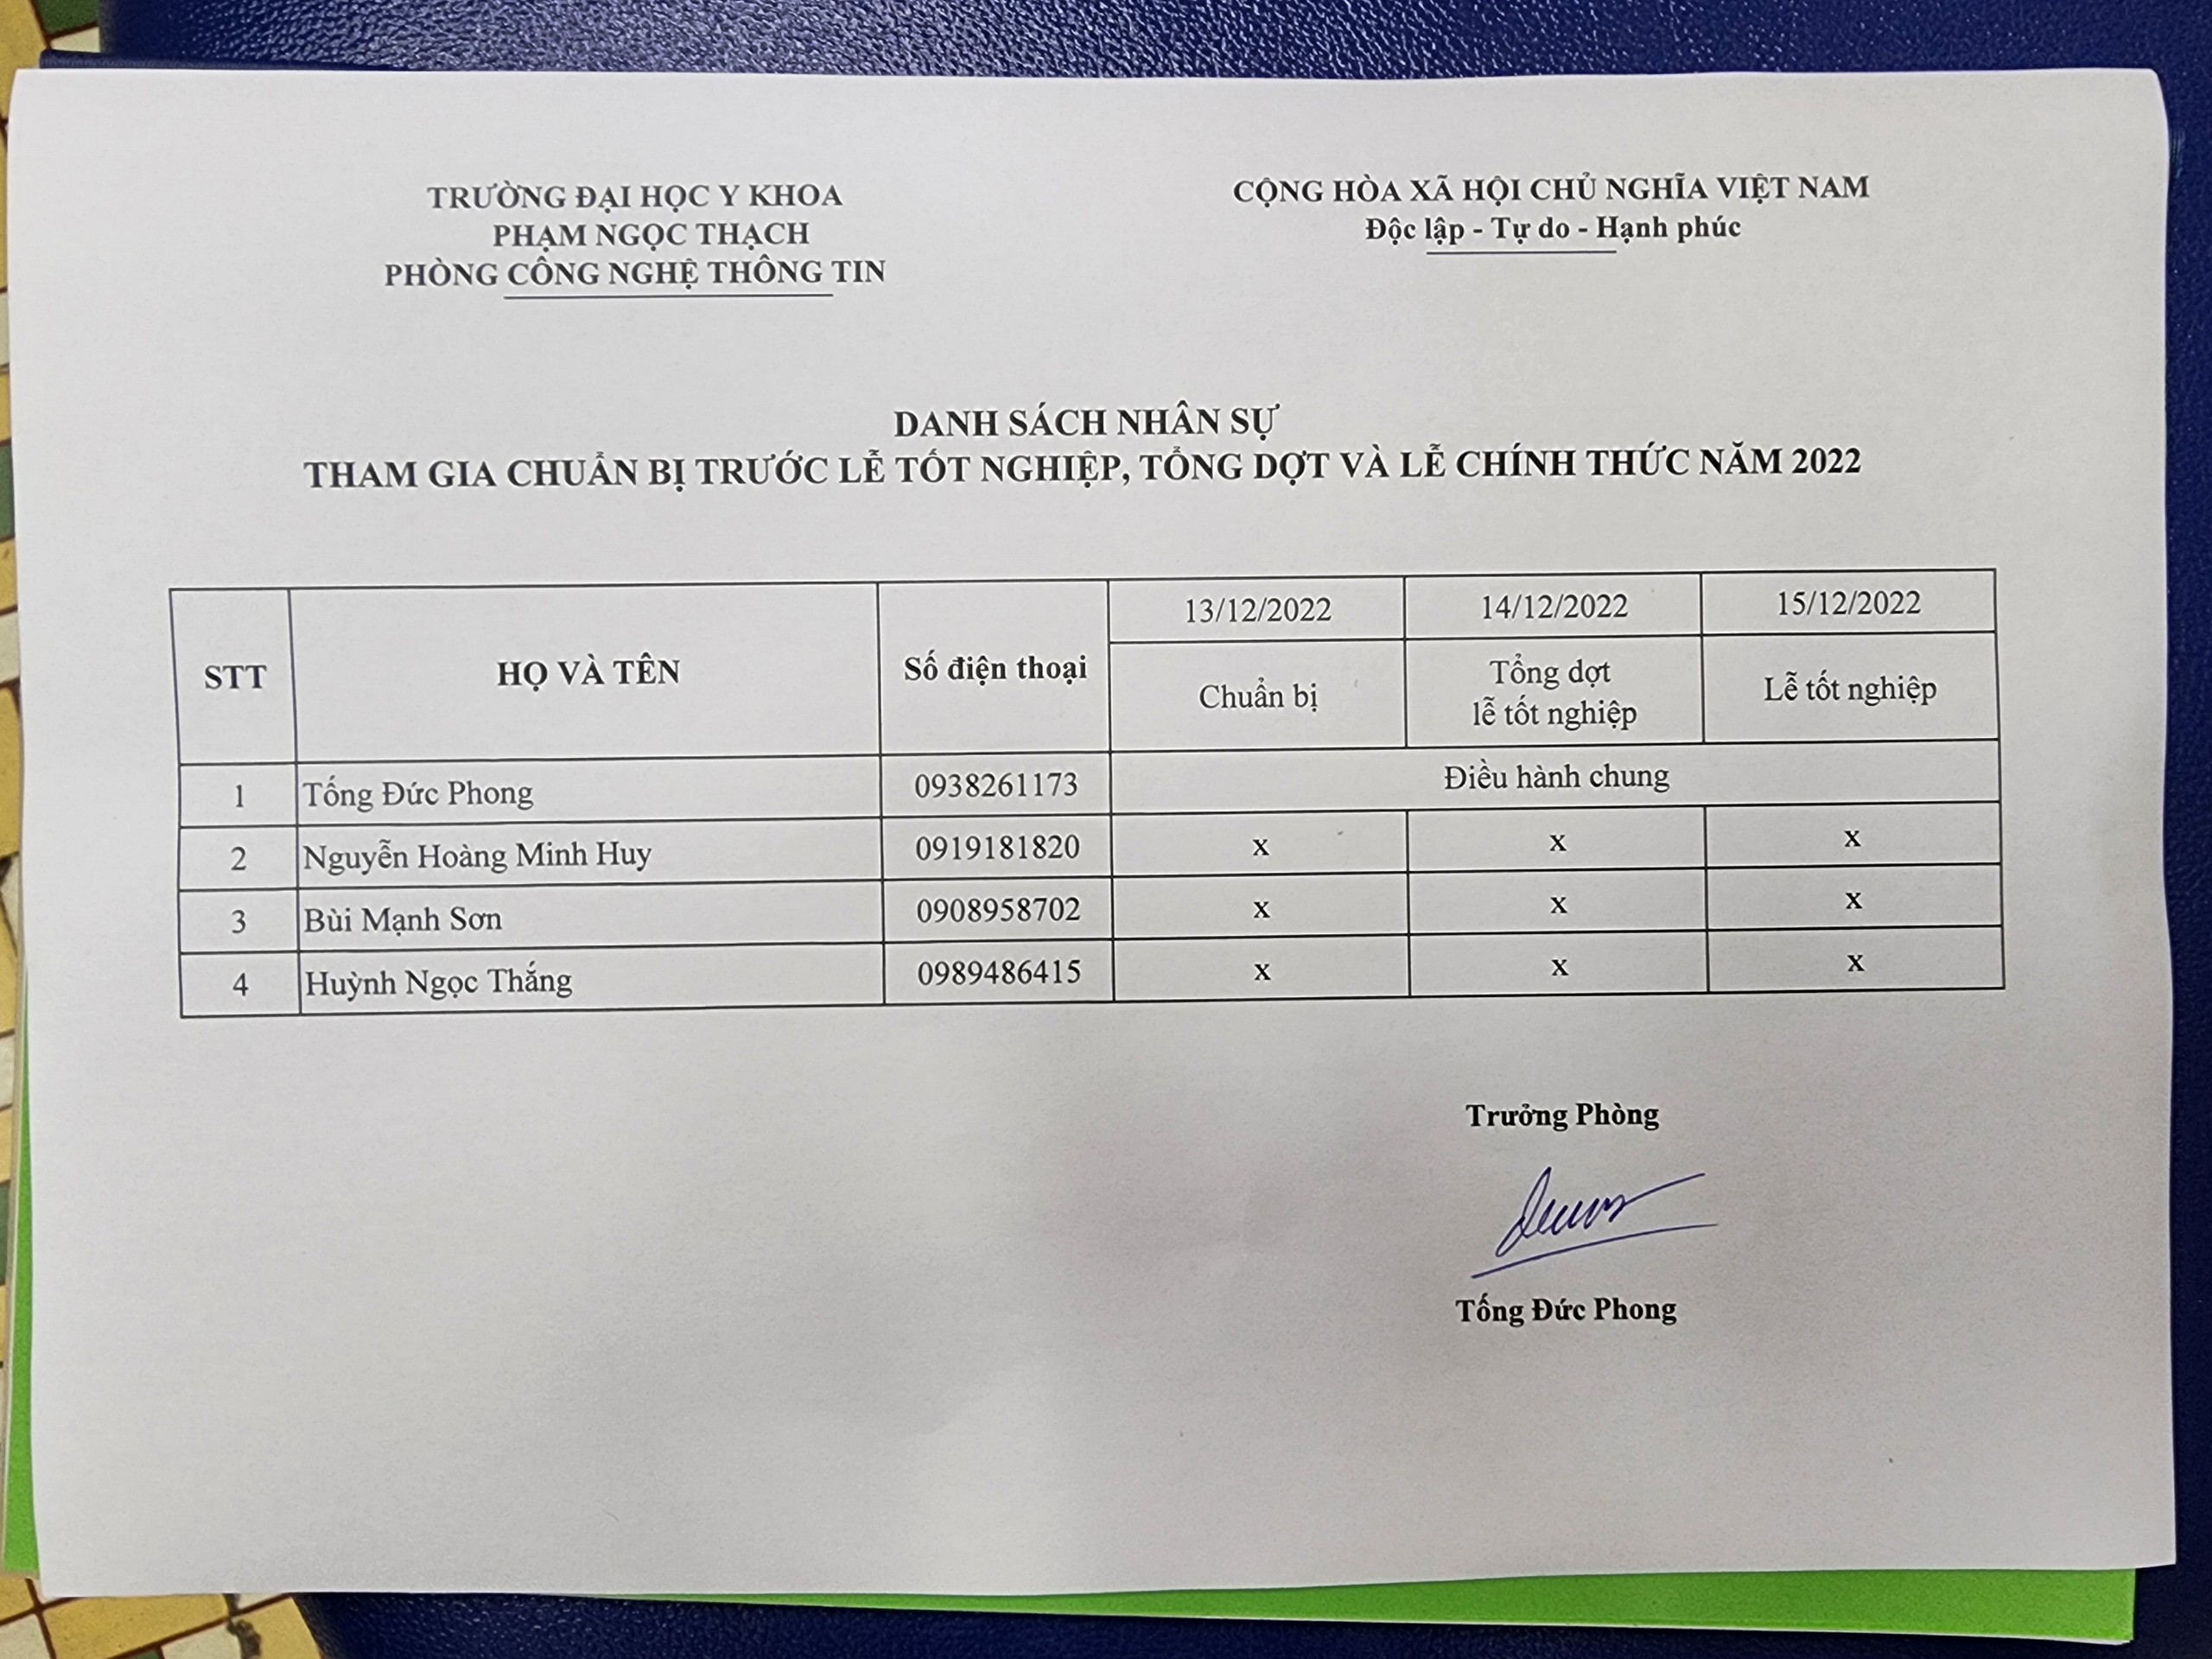 TRƯỜNG ĐẠI HỌC Y KHOA
PHẠM NGỌC THẠCH
PHÒNG CÔNG NGHỆ THÔNG TIN
CỘNG HÒA XÃ HỘI CHỦ NGHĨA VIỆT NAM
Độc lập - Tự do - Hạnh phúc
DANH SÁCH NHÂN SỰ
THAM GIA CHUẨN BỊ TRƯỚC LỄ TỐT NGHIỆP, TỔNG DỢT VÀ LỄ CHÍNH THỨC NĂM 2022
STT HỌ VÀ TÊN Số điện thoại 13/12/2022 14/12/2022 15/12/2022
Chuẩn bị Tổng dợt Lễ tốt nghiệp
lễ tốt nghiệp
1 Tống Đức Phong 0938261173 Điều hành chung
2 Nguyễn Hoàng Minh Huy 0919181820 x x x
3 Bùi Mạnh Sơn 0908958702 x x x
4 Huỳnh Ngọc Thắng 0989486415 x x x
Trưởng Phòng
Tống Đức Phong